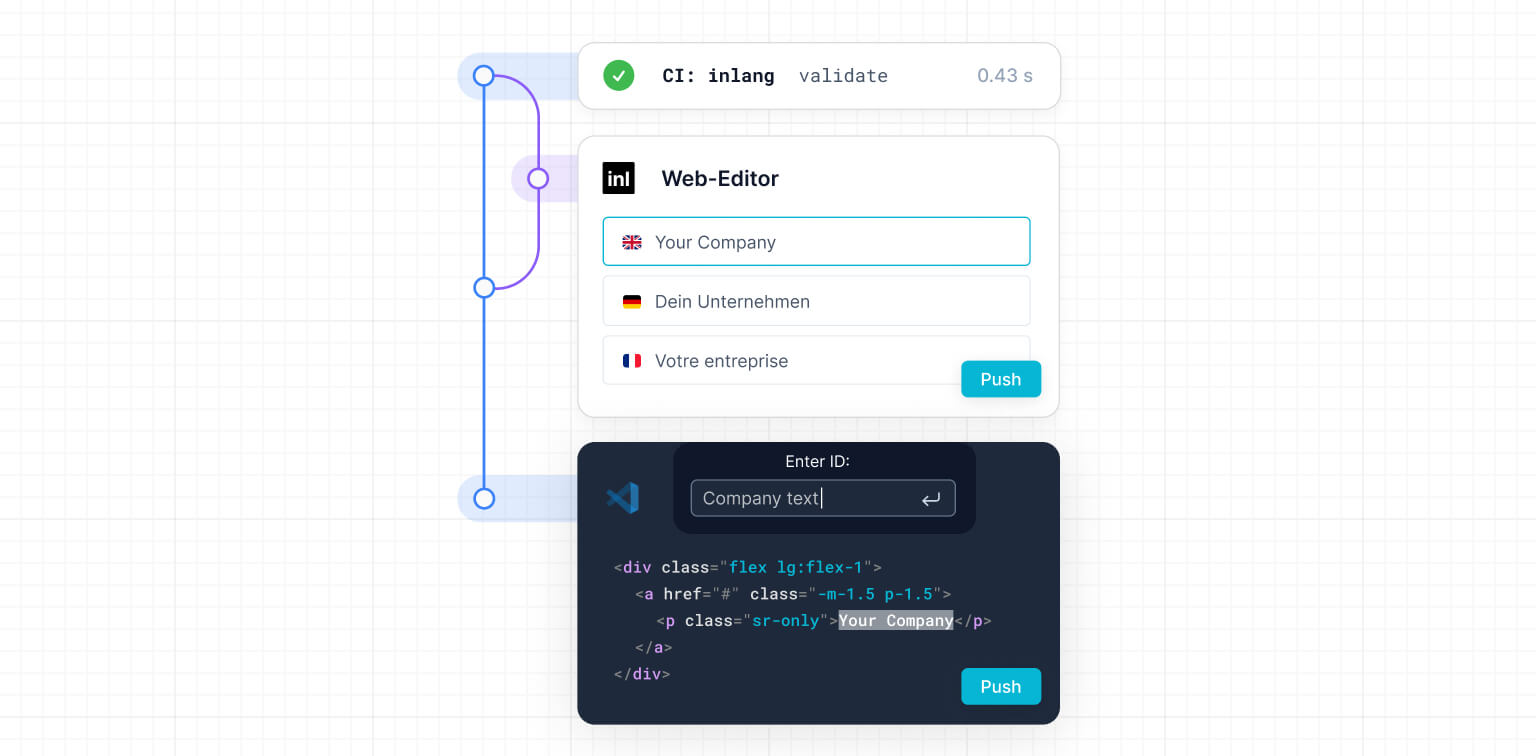 CI: inlang validate 0.43 s
inl Web-Editor
Your Company
Dein Unternehmen
Votre entreprise
Push
Enter ID:
Company text
<div class="flex lg:flex-1">
<a href="#" class="-m-1.5 p-1.5">
<p class="sr-only">Your Company</p>
</a>
</div>
Push